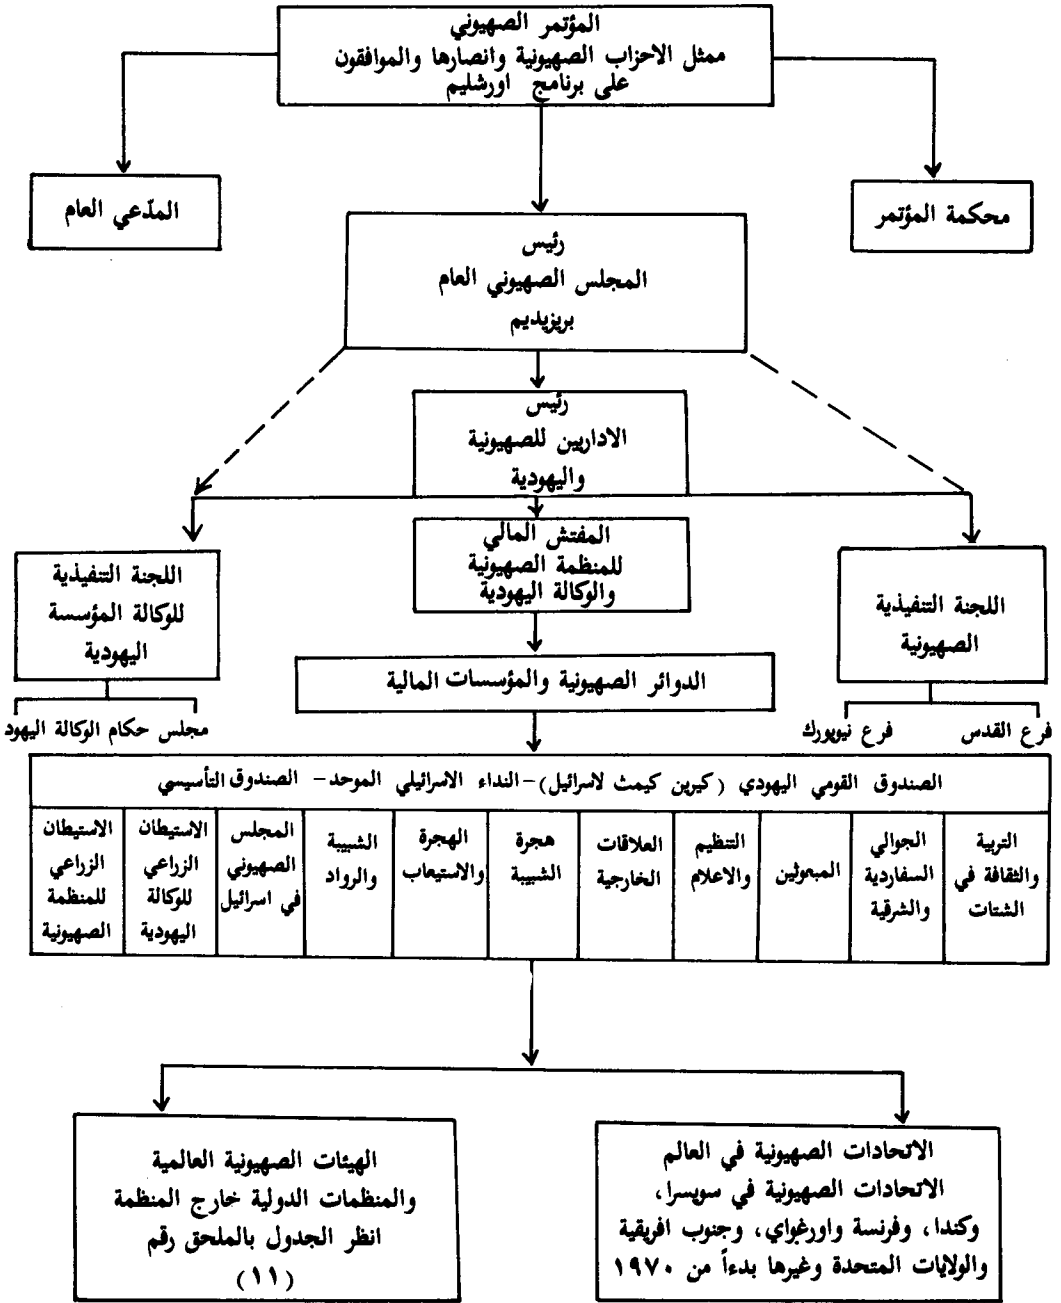 المؤتمر الصهيوني
ممثل الاحزاب الصهيونية وانصارها والموافقون
على برنامج اورشليم
محكمة المؤتمر
المدّعي العام
رئيس
المجلس الصهيوني العام
بريزيديم
رئيس
الاداريين للصهيونية
واليهودية
المفتش المالي
للمنظمة الصهيونية
والوكالة اليهودية
اللجنة التنفيذية
الصهيونية
اللجنة التنفيذية
للوكالة المؤسسة
اليهودية
الدوائر الصهيونية والمؤسسات المالية
فرع القدس
فرع نيويورك
مجلس حكام الوكالة اليهود
الصندوق القومي اليهودي (كيرين كيمث لاسرائيل)-النداء الاسرائيلي الموحد- الصندوق التأسيسي
التربية
والثقافة في
الشتات
الجوالي
السفاردية
والشرقية
المبعوثين
التنظيم
والاعلام
العلاقات
الخارجية
هجرة
الشبيبة
الهجرة
والاستيعاب
الشبيبة
والرواد
المجلس
الصهيوني
في اسرائيل
الاستيطان
الزراعي
للوكالة
اليهودية
الاستيطان
الزراعي
للمنظمة
الصهيونية
الاتحادات الصهيونية في العالم
الاتحادات الصهيونية في سويسرا،
وكندا، وفرنسة واورغواي، وجنوب افريقية
والولايات المتحدة وغيرها بدءاً من ١٩٧٠
الهيئات الصهيونية العالمية
والمنظمات الدولية خارج المنظمة
انظر الجدول بالملحق رقم
(١١)